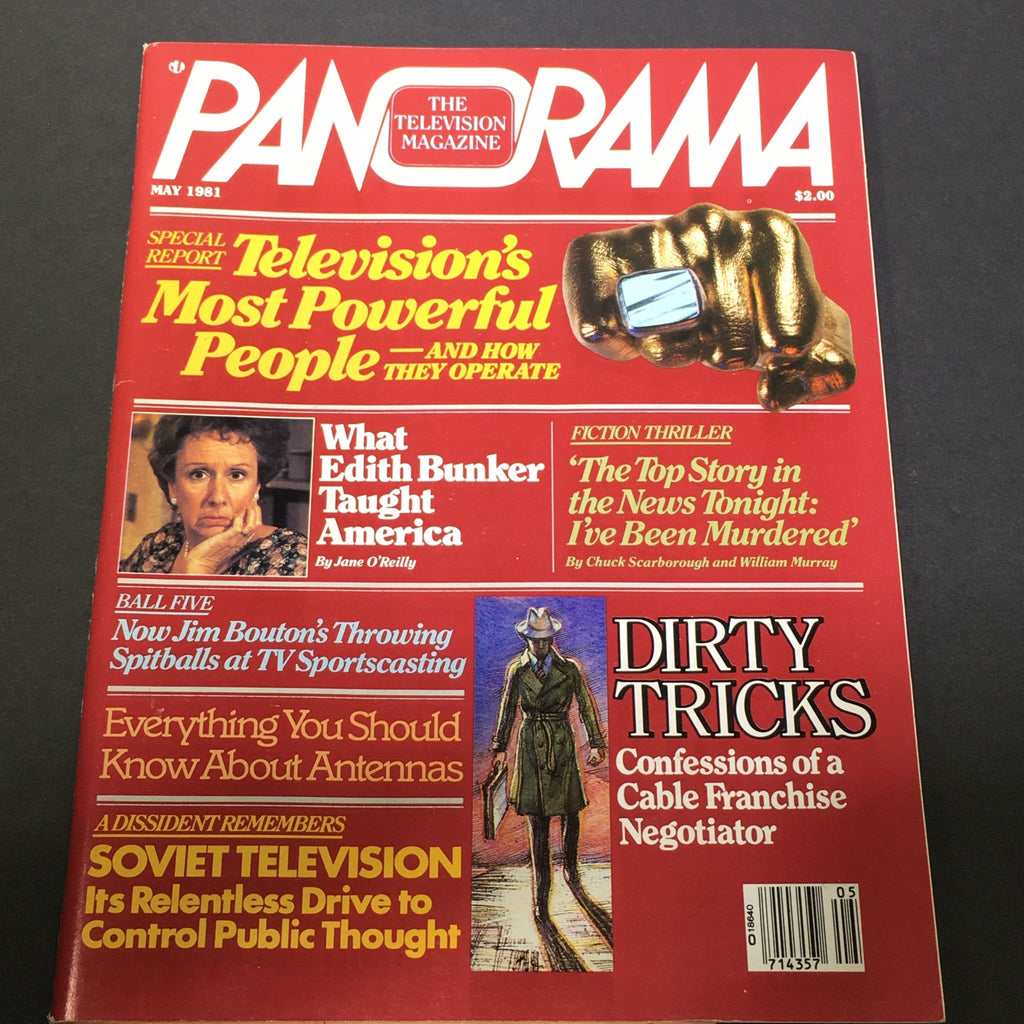 PANORAMA
THE
TELEVISION
MAGAZINE
MAY 1981
$2.00
SPECIAL
REPORT
Television's
Most Powerful
People —AND HOW
THEY OPERATE
What
Edith Bunker
Taught
America
By Jane O'Reilly
FICTION THRILLER
'The Top Story in
the News Tonight:
I've Been Murdered'
By Chuck Scarborough and William Murray
BALL FIVE
Now Jim Bouton's Throwing
Spitballs at TV Sportscasting
Everything You Should
Know About Antennas
A DISSIDENT REMEMBERS
SOVIET TELEVISION
Its Relentless Drive to
Control Public Thought
DIRTY
TRICKS
Confessions of a
Cable Franchise
Negotiator
05
0 18640
714357